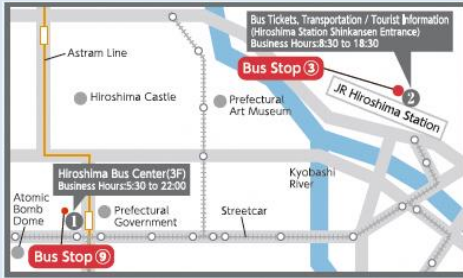 Bus Tickets, Transportation / Tourist Information
(Hiroshima Station Shinkansen Entrance)
Business Hours:8:30 to 18:30
Astram Line
Bus Stop ③
2
JR Hiroshima Station
Hiroshima Castle
Prefectural
Art Museum
Hiroshima Bus Center(3F)
Business Hours:5:30 to 22:00
Kyobashi
River
Atomic
Bomb
Dome
1
Prefectural
Government
Streetcar
Bus Stop ⑨